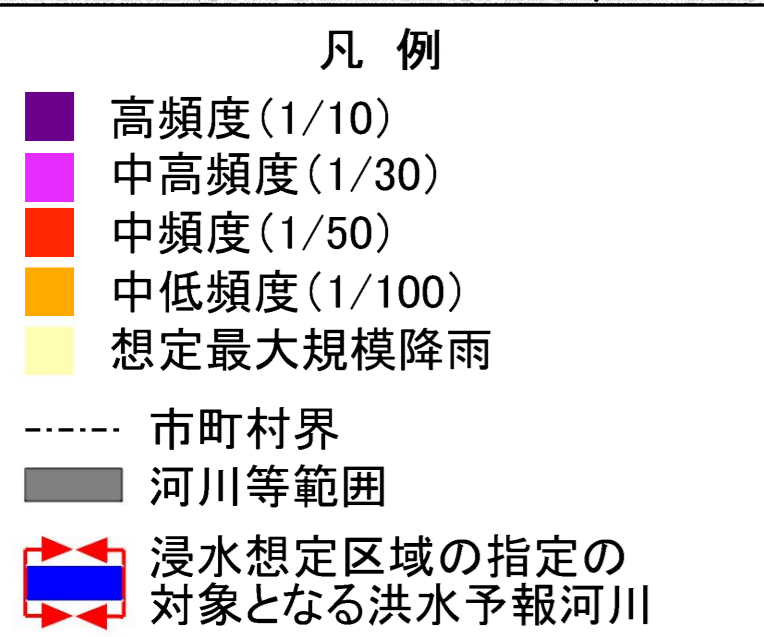 凡 例
高頻度(1/10)
中高頻度(1/30)
中頻度(1/50)
中低頻度(1/100)
想定最大規模降雨
市町村界
河川等範囲
浸水想定区域の指定の
対象となる洪水予報河川